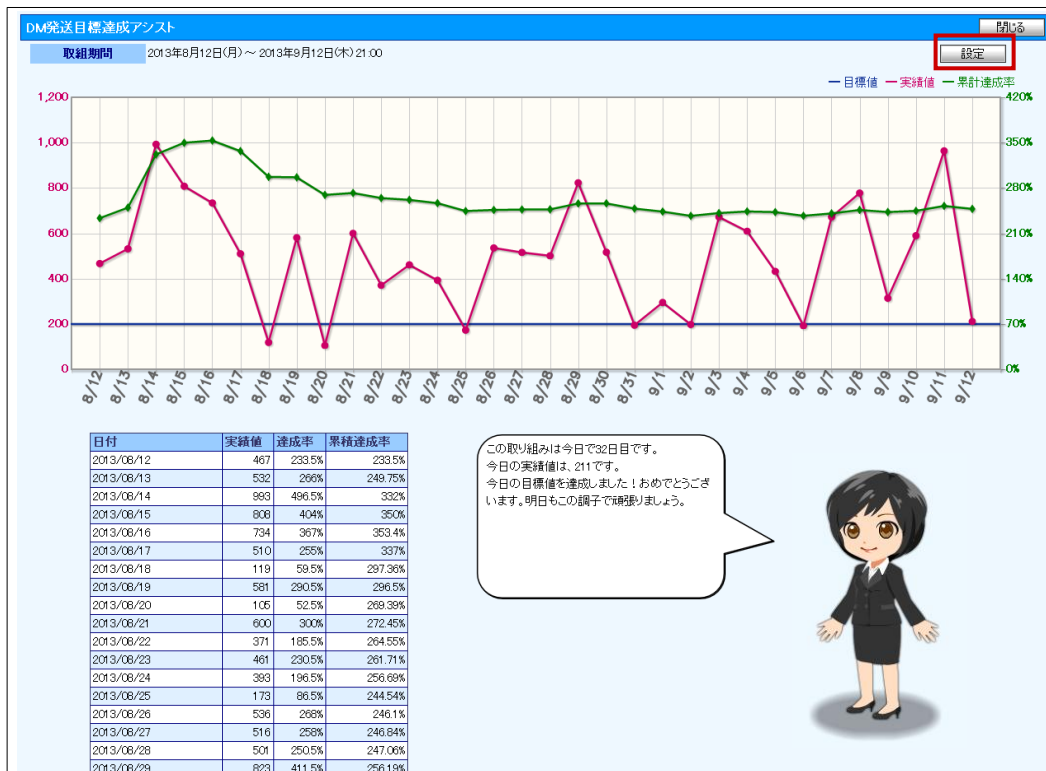 DM発送目標達成アシスト
閉じる
取組期間 2013年8月12日(月) ~ 2013年9月12日(木) 21:00
設定
目標値 実績値 累計達成率
1,200
1,000
800
600
400
200
0
420%
350%
280%
210%
140%
70%
0%
8/12 8/13 8/14 8/15 8/16 8/17 8/18 8/19 8/20 8/21 8/22 8/23 8/24 8/25 8/26 8/27 8/28 8/29 8/30 8/31 9/1 9/2 9/3 9/4 9/5 9/6 9/7 9/8 9/9 9/10 9/11 9/12
日付 実績値 達成率 累積達成率
2013/08/12 467 233.5% 233.5%
2013/08/13 532 266% 249.75%
2013/08/14 993 496.5% 332%
2013/08/15 808 404% 350%
2013/08/16 734 367% 353.4%
2013/08/17 510 255% 337%
2013/08/18 119 59.5% 297.36%
2013/08/19 581 290.5% 296.5%
2013/08/20 105 52.5% 269.39%
2013/08/21 600 300% 272.45%
2013/08/22 371 185.5% 264.55%
2013/08/23 461 230.5% 261.71%
2013/08/24 393 196.5% 256.69%
2013/08/25 173 86.5% 244.54%
2013/08/26 536 268% 246.1%
2013/08/27 516 258% 246.84%
2013/08/28 501 250.5% 247.06%
2013/08/29 823 411.5% 256.19%
この取り組みは今日で32日目です。
今日の実績値は、211です。
今日の目標値を達成しました!おめでとうござ
います。明日もこの調子で頑張りましょう。